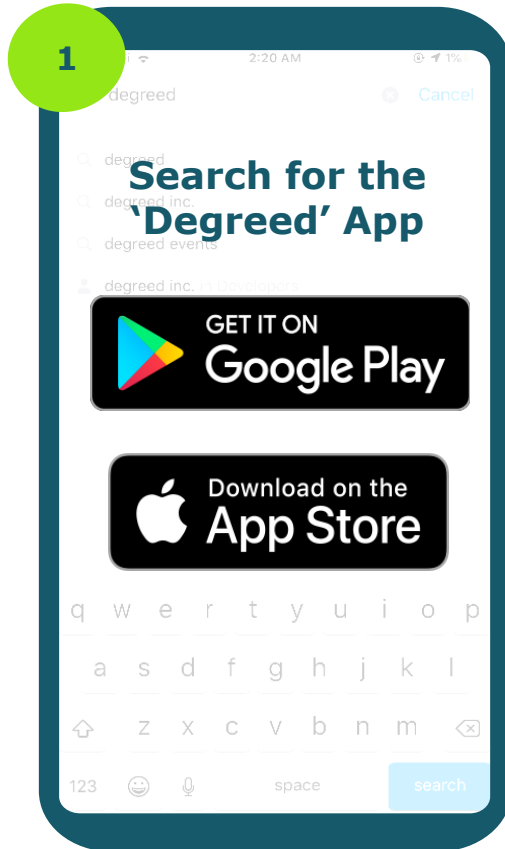 1
2:20 AM 1%
degreed Cancel
degreed
Search for the
degreed inc.
‘Degreed’ App
degreed events
degreed inc. in Developers
GET IT ON
Google Play
Download on the
App Store
q w e r t y u i o p
a s d f g h j k l
z x c v b n m
123 space search